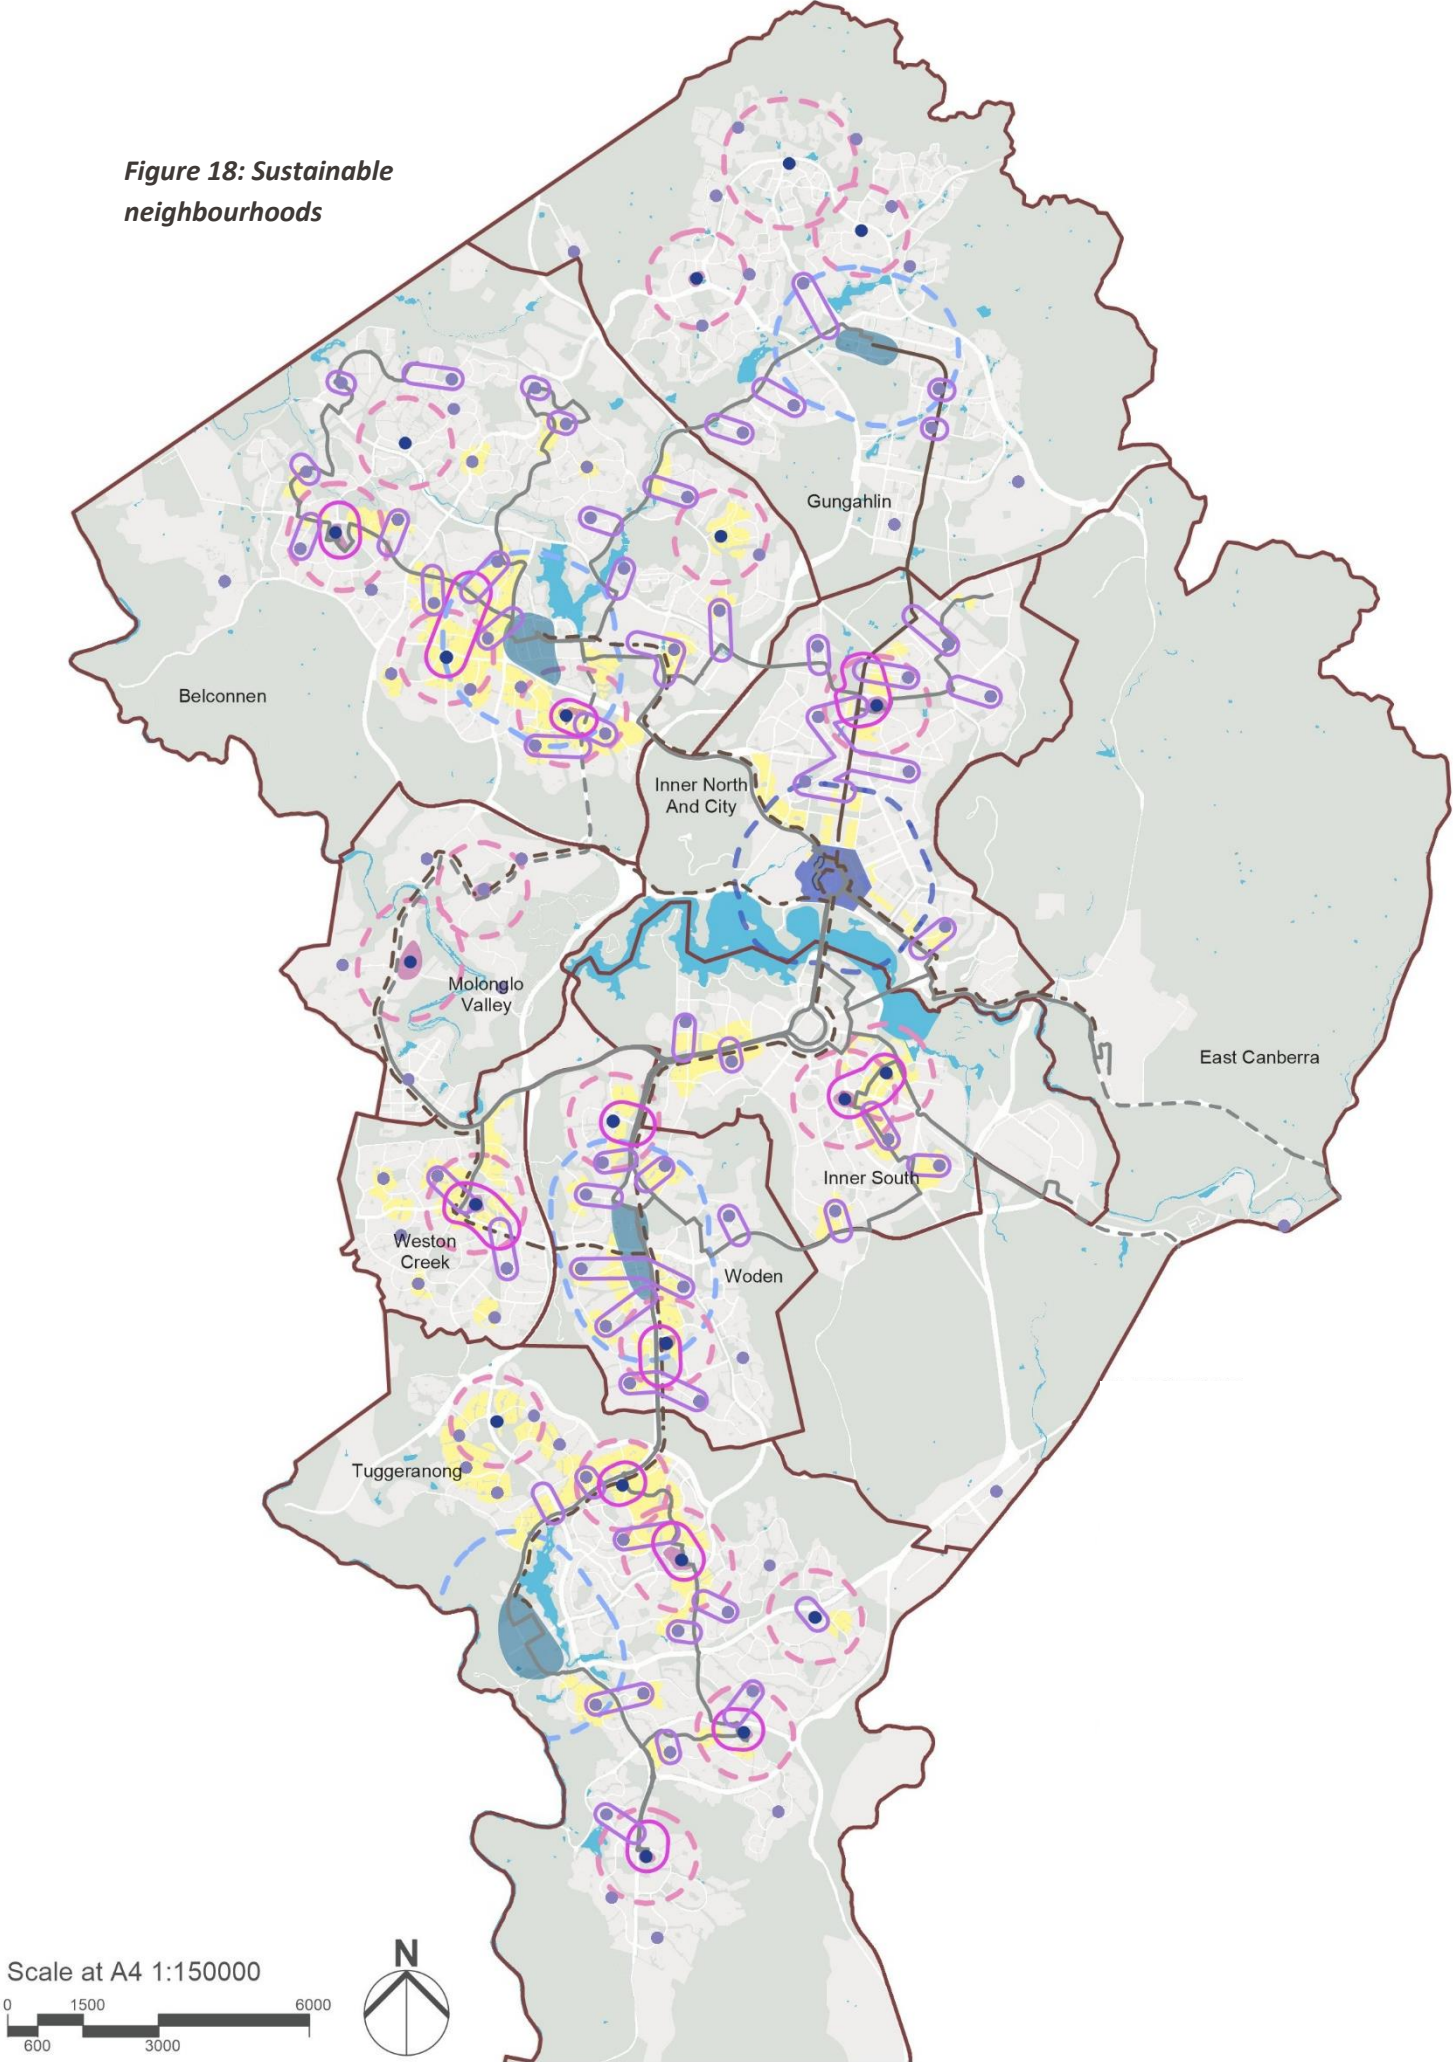 Figure 18: Sustainable
neighbourhoods
Gungahlin
Belconnen
Inner North
And City
Molonglo
Valley
East Canberra
Inner South
Weston
Creek
Woden
Tuggeranong
Scale at A4 1:150000
0 1500 6000
600 3000
N